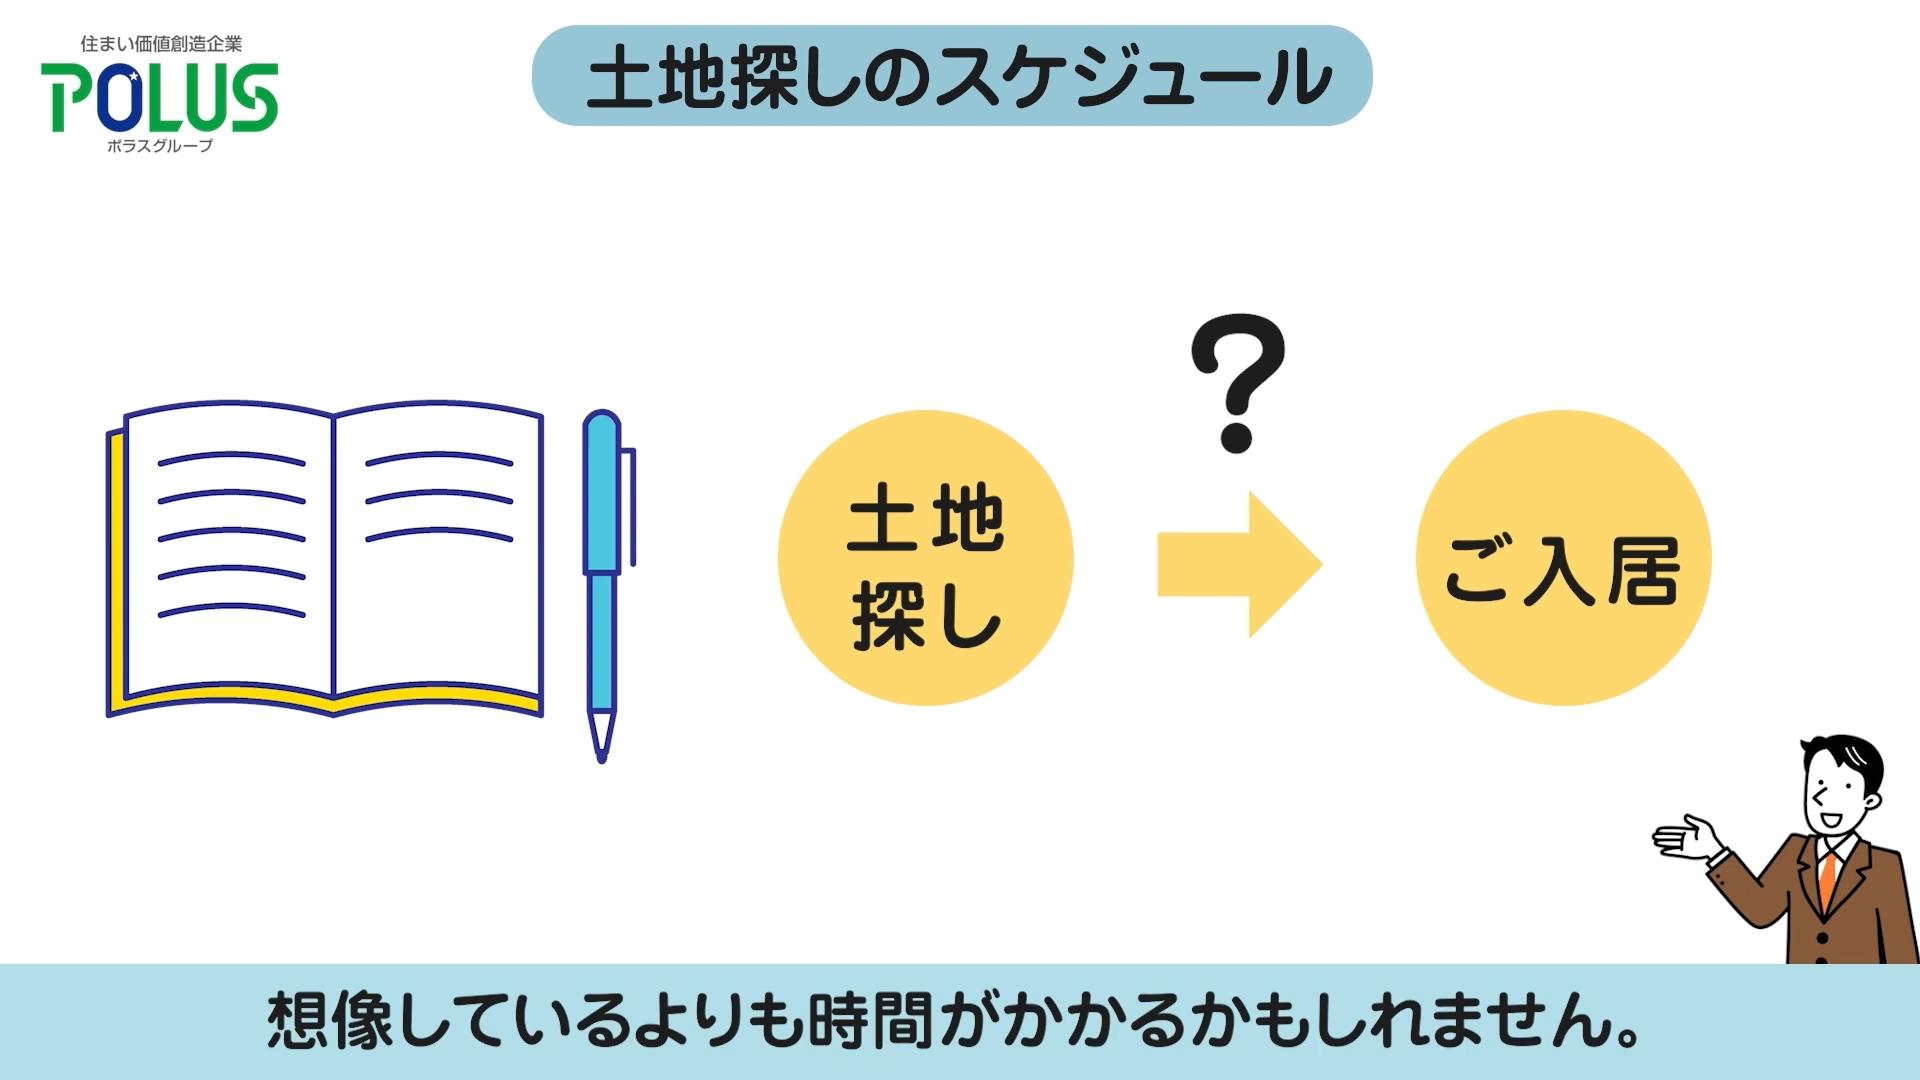 住まい価値創造企業
POLUS
ポラスグループ
土地探しのスケジュール
?
土地
探し
ご入居
想像しているよりも時間がかかるかもしれません。